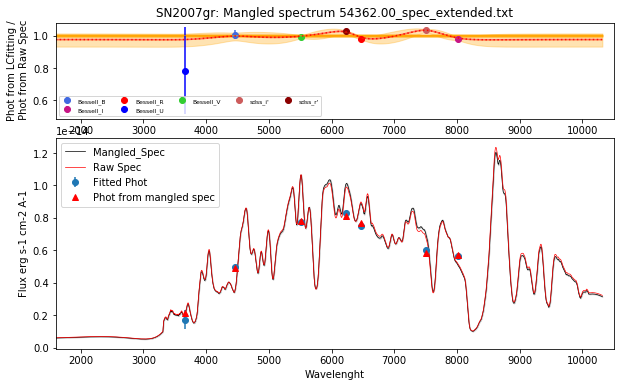 SN2007gr: Mangled spectrum 54362.00_spec_extended.txt
Phot from LCfitting /
Phot from Raw Spec
1.0
0.8
0.6
Bessell_B
Bessell_R
Bessell_V
sdss_i'
sdss_r'
Bessell_I
Bessell_U
2000
3000
4000
5000
6000
7000
8000
9000
10000
1e−14
Mangled_Spec
Raw Spec
Fitted Phot
Phot from mangled spec
Flux erg s-1 cm-2 A-1
1.2
1.0
0.8
0.6
0.4
0.2
0.0
2000
3000
4000
5000
6000
7000
8000
9000
10000
Wavelenght